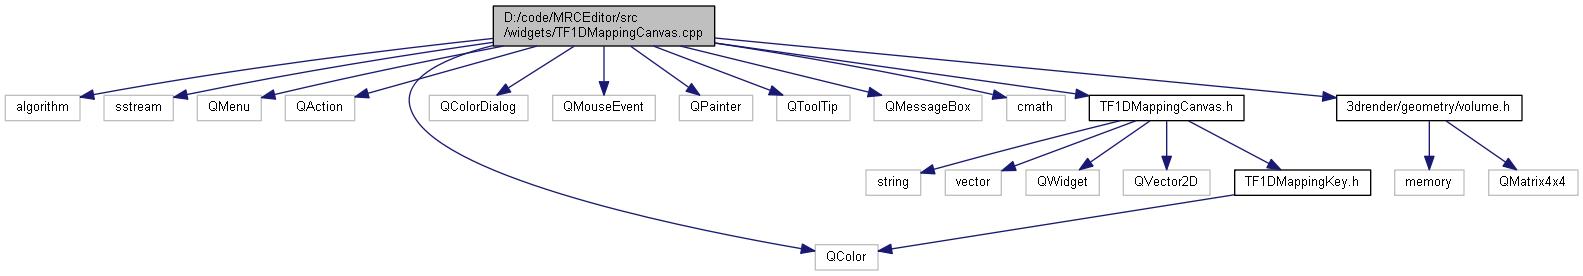 D:/code/MRCEditor/src
/widgets/TF1DMappingCanvas.cpp
algorithm
sstream
QMenu
QAction
QColorDialog
QMouseEvent
QPainter
QToolTip
QMessageBox
cmath
TF1DMappingCanvas.h
3drender/geometry/volume.h
string
vector
QWidget
QVector2D
TF1DMappingKey.h
memory
QMatrix4x4
QColor